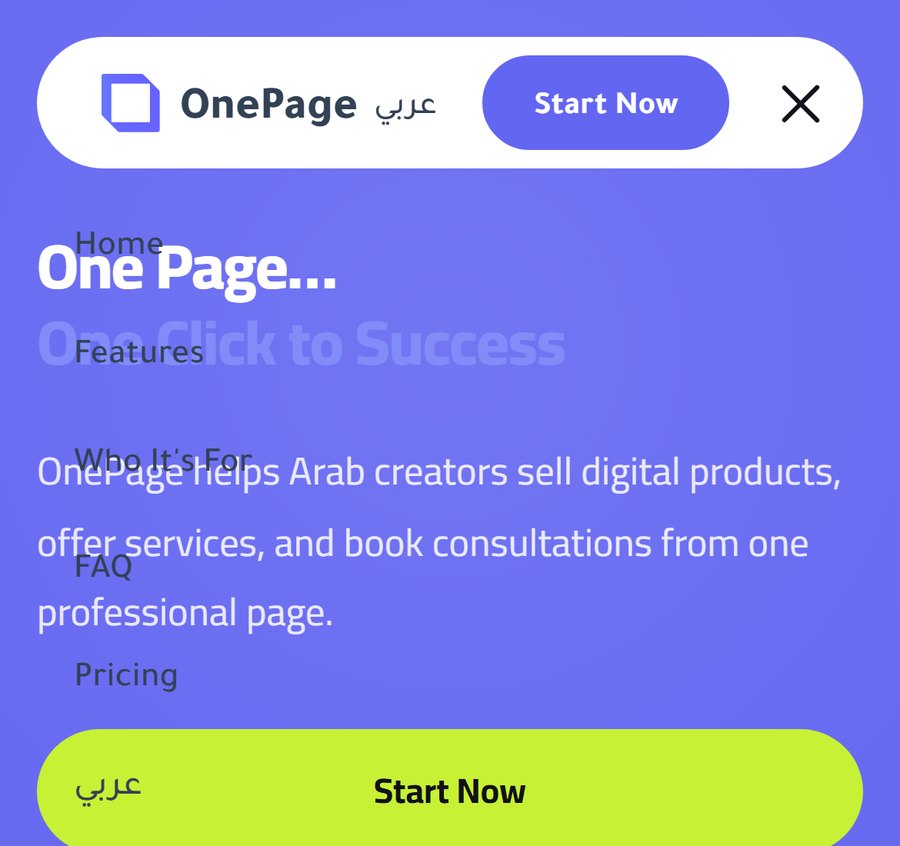 OnePage عربي Start Now
Home
One Page...
One Click to Success
Features
Who It's For
OnePage helps Arab creators sell digital products,
offer services, and book consultations from one
FAQ
professional page.
Pricing
عربي
Start Now